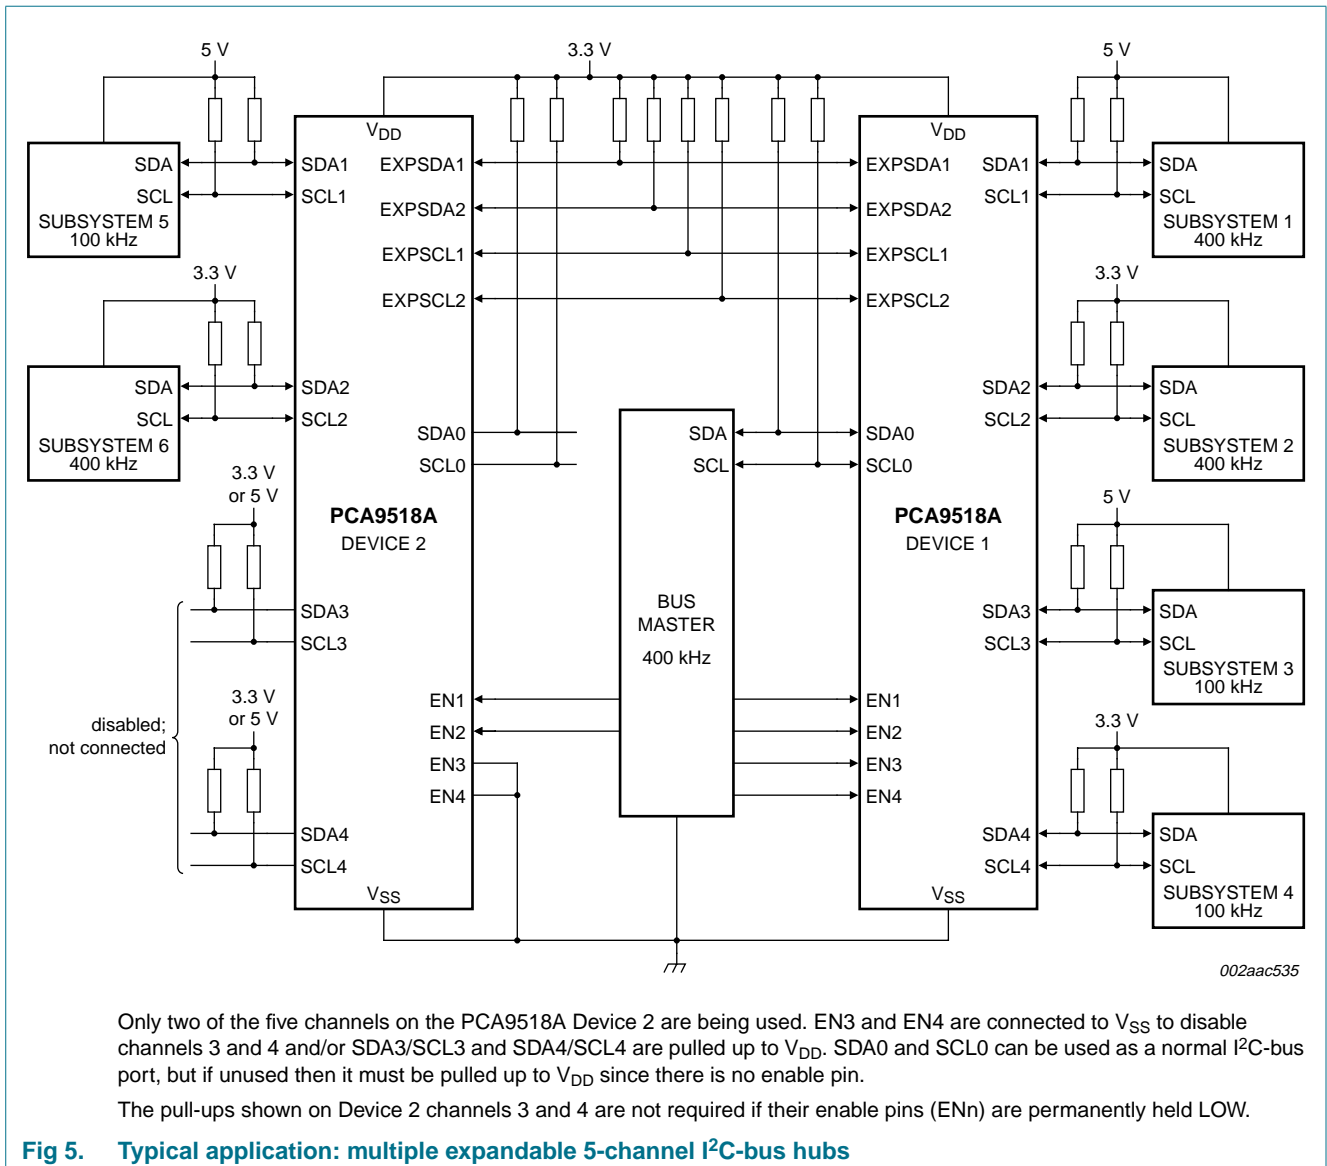 5 V
3.3 V
5 V
VDD
VDD
SDA
SCL
SUBSYSTEM 5
100 kHz
SDA1
SCL1
EXPSDA1
EXPSDA2
EXPSCL1
EXPSCL2
EXPSDA1
EXPSDA2
EXPSCL1
EXPSCL2
SDA1
SCL1
SDA
SCL
SUBSYSTEM 1
400 kHz
3.3 V
3.3 V
SDA
SCL
SUBSYSTEM 6
400 kHz
SDA2
SCL2
SDA0
SCL0
SDA
SCL
SDA0
SCL0
SDA2
SCL2
SDA
SCL
SUBSYSTEM 2
400 kHz
3.3 V
or 5 V
PCA9518A
DEVICE 2
PCA9518A
DEVICE 1
5 V
SDA3
SCL3
BUS
MASTER
400 kHz
SDA3
SCL3
SDA
SCL
SUBSYSTEM 3
100 kHz
disabled;
not connected
3.3 V
or 5 V
EN1
EN2
EN3
EN4
EN1
EN2
EN3
EN4
3.3 V
SDA4
SCL4
SDA4
SCL4
SDA
SCL
SUBSYSTEM 4
100 kHz
VSS
VSS
002aac535
Only two of the five channels on the PCA9518A Device 2 are being used. EN3 and EN4 are connected to VSS to disable
channels 3 and 4 and/or SDA3/SCL3 and SDA4/SCL4 are pulled up to VDD. SDA0 and SCL0 can be used as a normal I2C-bus
port, but if unused then it must be pulled up to VDD since there is no enable pin.
The pull-ups shown on Device 2 channels 3 and 4 are not required if their enable pins (ENn) are permanently held LOW.
Fig 5. Typical application: multiple expandable 5-channel I2C-bus hubs